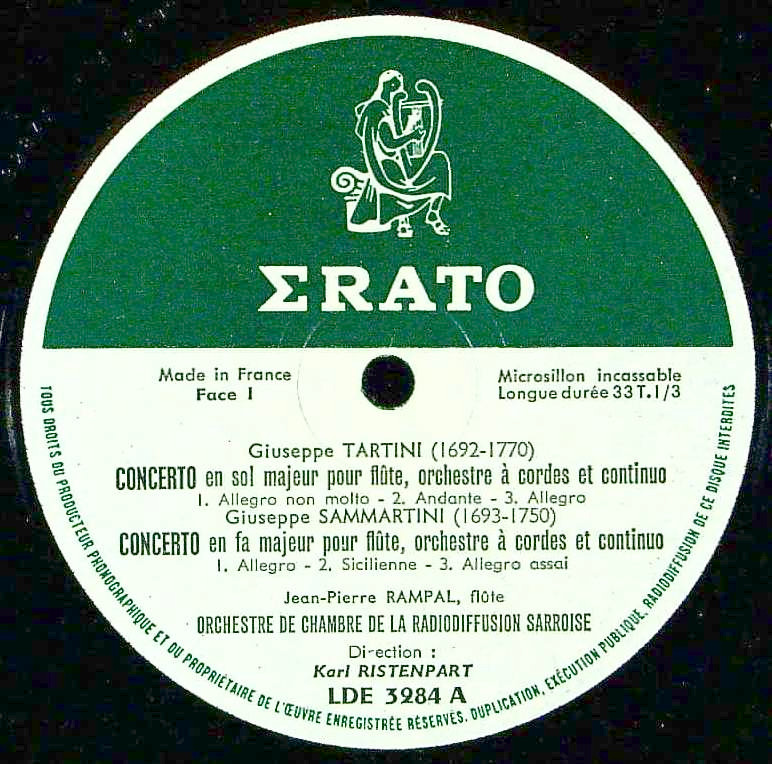 ΣRATO
Made in France
Face I
Microsillon incassable
Longue durée 33 T. 1/3
Giuseppe TARTINI (1692-1770)
CONCERTO en sol majeur pour flûte, orchestre à cordes et continuo
1. Allegro non molto - 2. Andante - 3. Allegro
Giuseppe SAMMARTINI (1693-1750)
CONCERTO en fa majeur pour flûte, orchestre à cordes et continuo
1. Allegro - 2. Sicilienne - 3. Allegro assai
Jean-Pierre RAMPAL, flûte
ORCHESTRE DE CHAMBRE DE LA RADIODIFFUSION SARROISE
Direction :
Karl RISTENPART
LDE 3284 A
TOUS DROITS DU PRODUCTEUR PHONOGRAPHIQUE ET DU PROPRIÉTAIRE DE L'ŒUVRE ENREGISTRÉE RÉSERVÉS. DUPLICATION, EXÉCUTION PUBLIQUE, RADIODIFFUSION DE CE DISQUE INTERDITES